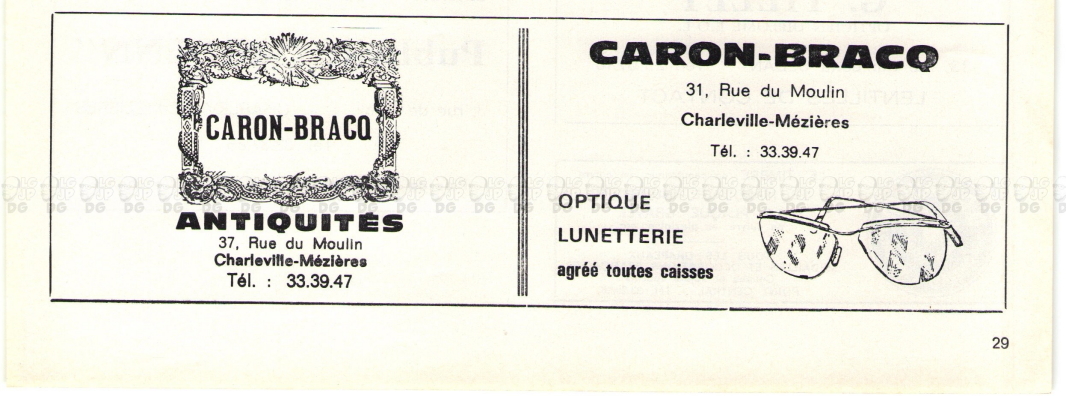 CARON-BRACQ
ANTIQUITÉS
37, Rue du Moulin
Charleville-Mézières
Tél. : 33.39.47
CARON-BRACQ
31, Rue du Moulin
Charleville-Mézières
Tél. : 33.39.47
OPTIQUE
LUNETTERIE
agréé toutes caisses
29